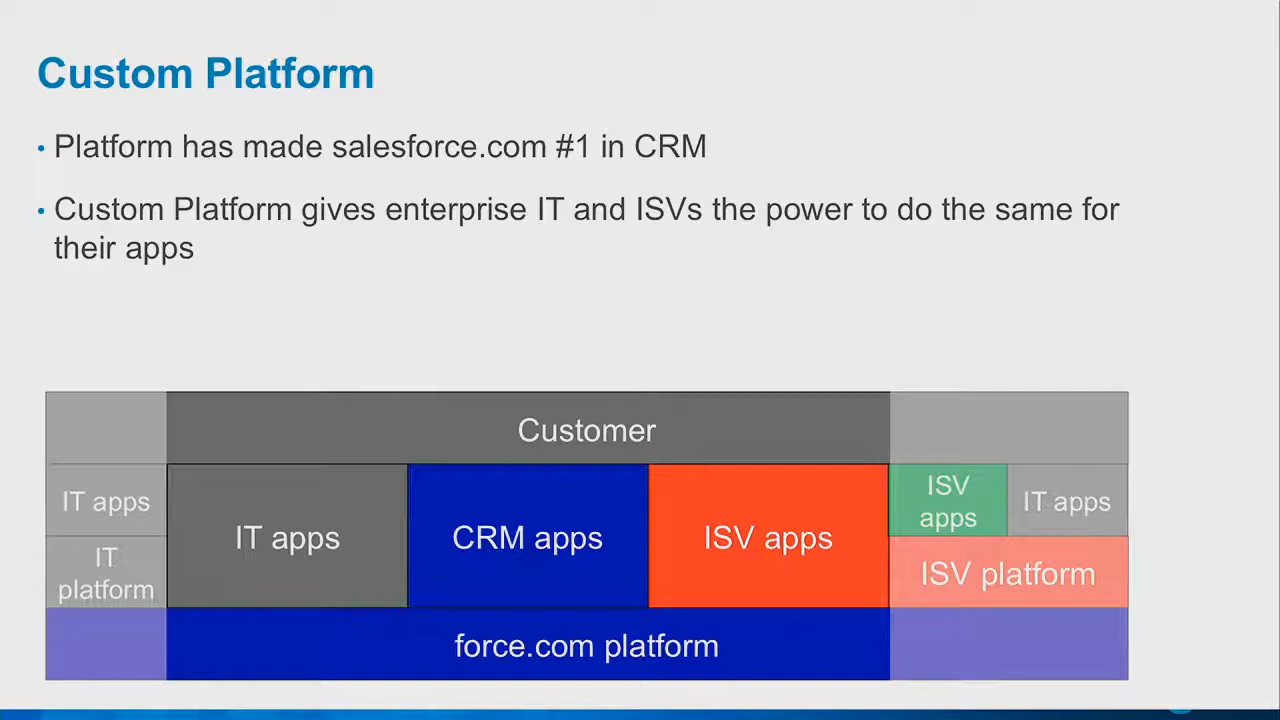 Custom Platform
• Platform has made salesforce.com #1 in CRM
• Custom Platform gives enterprise IT and ISVs the power to do the same for
their apps
Customer
IT apps
IT
platform
IT apps
CRM apps
ISV apps
ISV
apps
IT apps
ISV platform
force.com platform